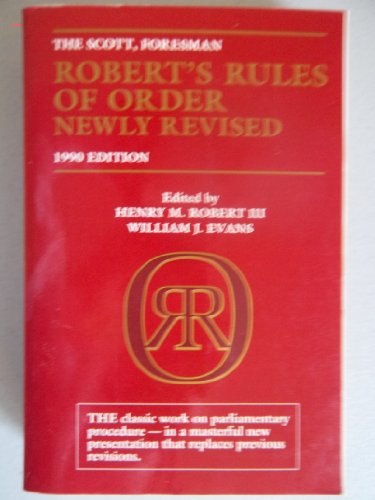 THE SCOTT, FORESMAN
ROBERT'S RULES
OF ORDER
NEWLY REVISED
1990 EDITION
Edited by
HENRY M. ROBERT III
WILLIAM J. EVANS
RRO
THE classic work on parliamentary
procedure — in a masterful new
presentation that replaces previous
revisions.